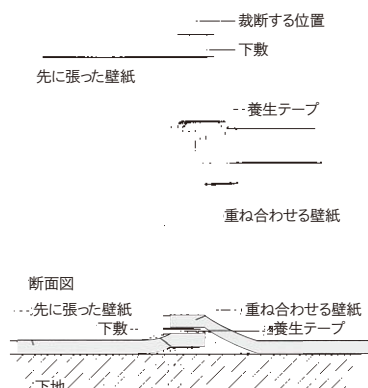 裁断する位置
下敷
先に張った壁紙
養生テープ
重ね合わせる壁紙
断面図
先に張った壁紙
重ね合わせる壁紙
下敷
養生テープ
下地